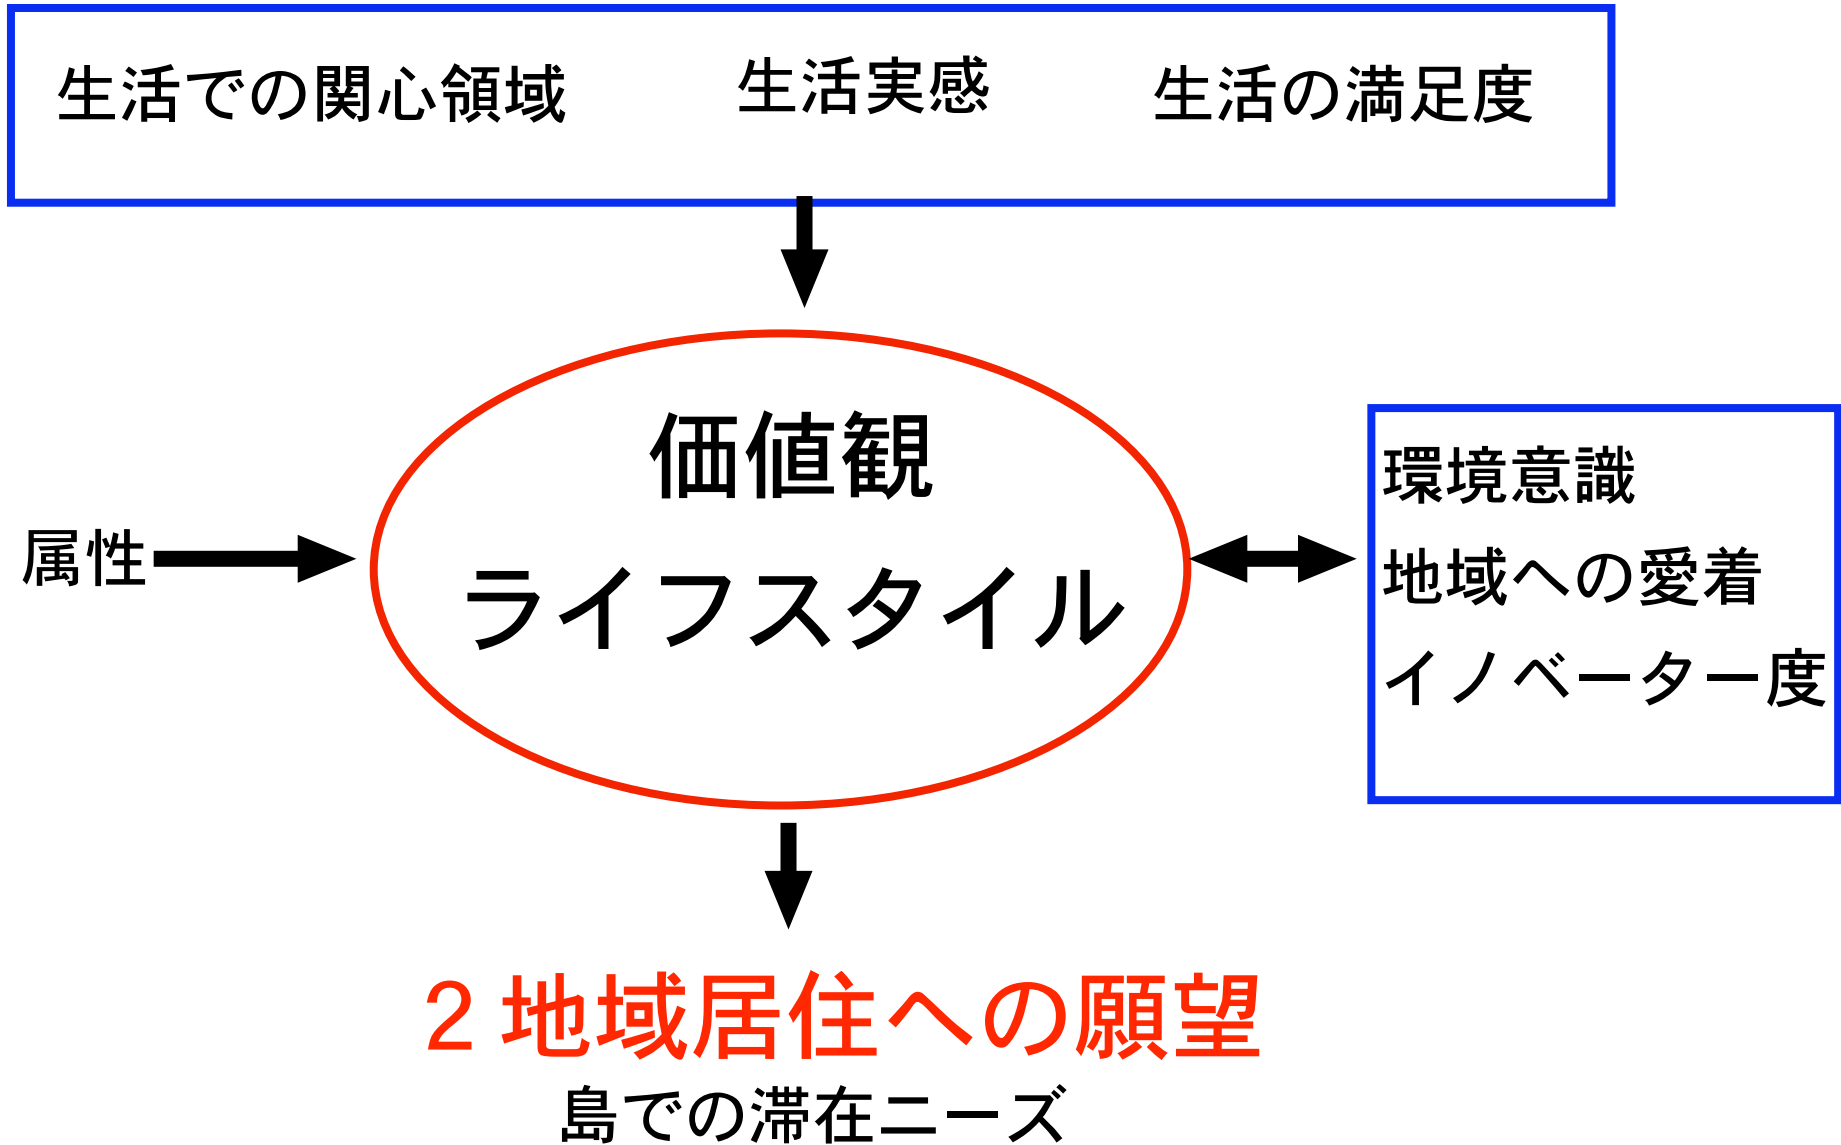 生活での関心領域 生活実感 生活の満足度
価値観
ライフスタイル
属性
環境意識
地域への愛着
イノベーター度
2 地域居住への願望
島での滞在ニーズ